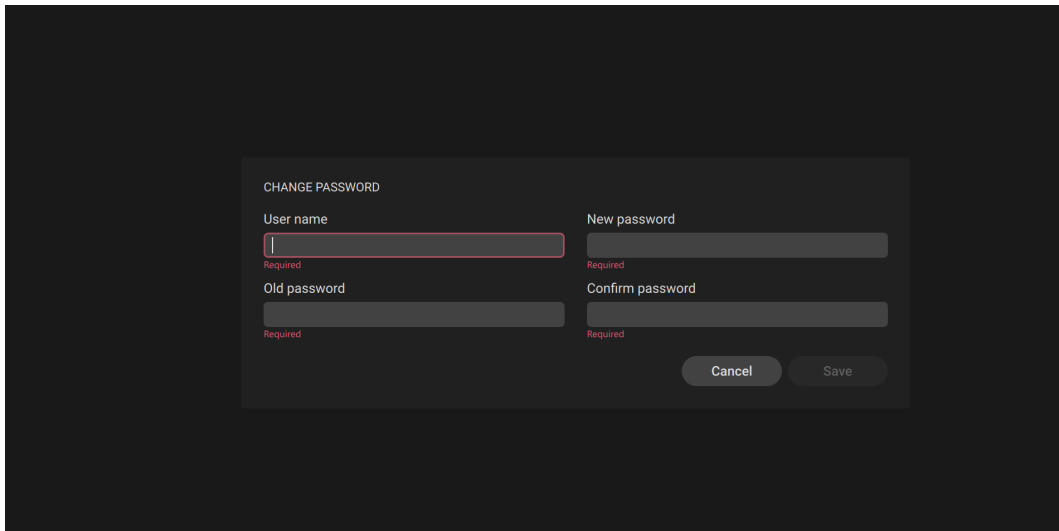 CHANGE PASSWORD
User name
Required
Old password
Required
New password
Required
Confirm password
Required
Cancel
Save